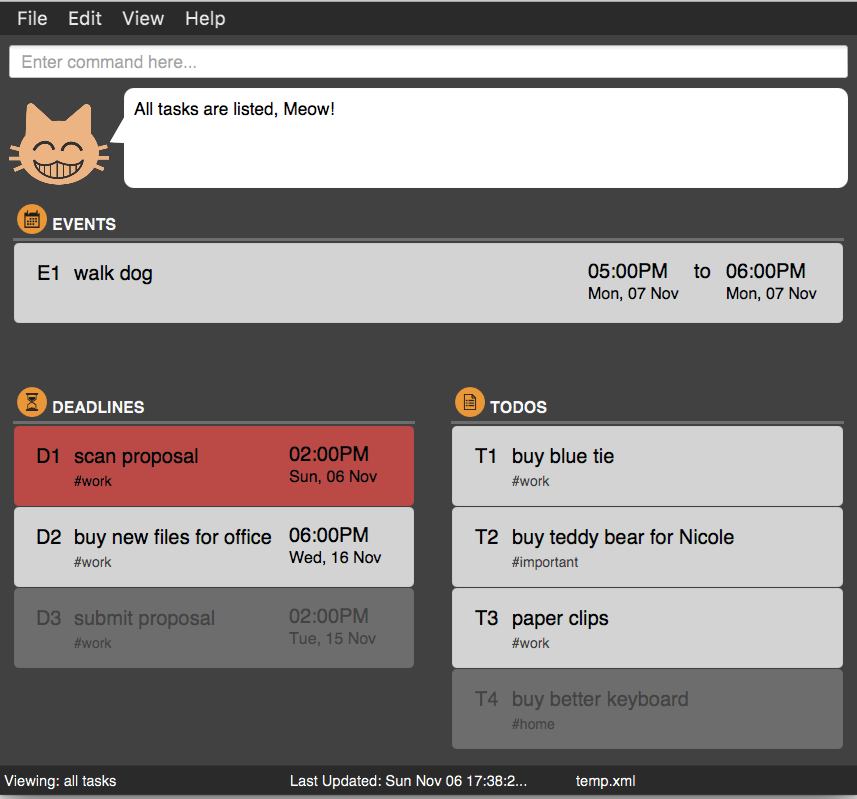 File Edit View Help
Enter command here...
All tasks are listed, Meow!
EVENTS
E1 walk dog 05:00PM to 06:00PM
Mon, 07 Nov Mon, 07 Nov
DEADLINES
D1 scan proposal 02:00PM
#work Sun, 06 Nov
D2 buy new files for office 06:00PM
#work Wed, 16 Nov
D3 submit proposal 02:00PM
#work Tue, 15 Nov
TODOS
T1 buy blue tie
#work
T2 buy teddy bear for Nicole
#important
T3 paper clips
#work
T4 buy better keyboard
#home
Viewing: all tasks Last Updated: Sun Nov 06 17:38:2... temp.xml